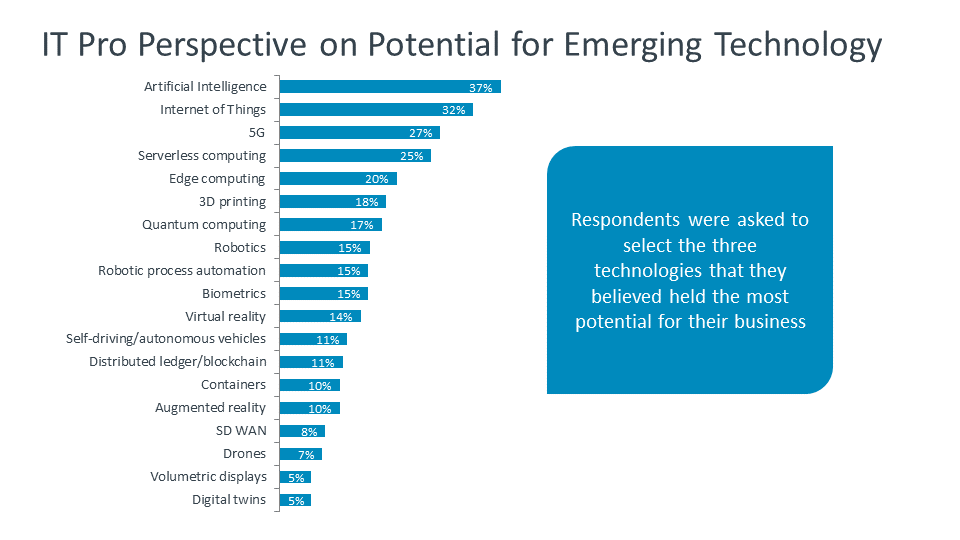 IT Pro Perspective on Potential for Emerging Technology
Artificial Intelligence 37%
Internet of Things 32%
5G 27%
Serverless computing 25%
Edge computing 20%
3D printing 18%
Quantum computing 17%
Robotics 15%
Robotic process automation 15%
Biometrics 15%
Virtual reality 14%
Self-driving/autonomous vehicles 11%
Distributed ledger/blockchain 11%
Containers 10%
Augmented reality 10%
SD WAN 8%
Drones 7%
Volumetric displays 5%
Digital twins 5%
Respondents were asked to
select the three
technologies that they
believed held the most
potential for their business